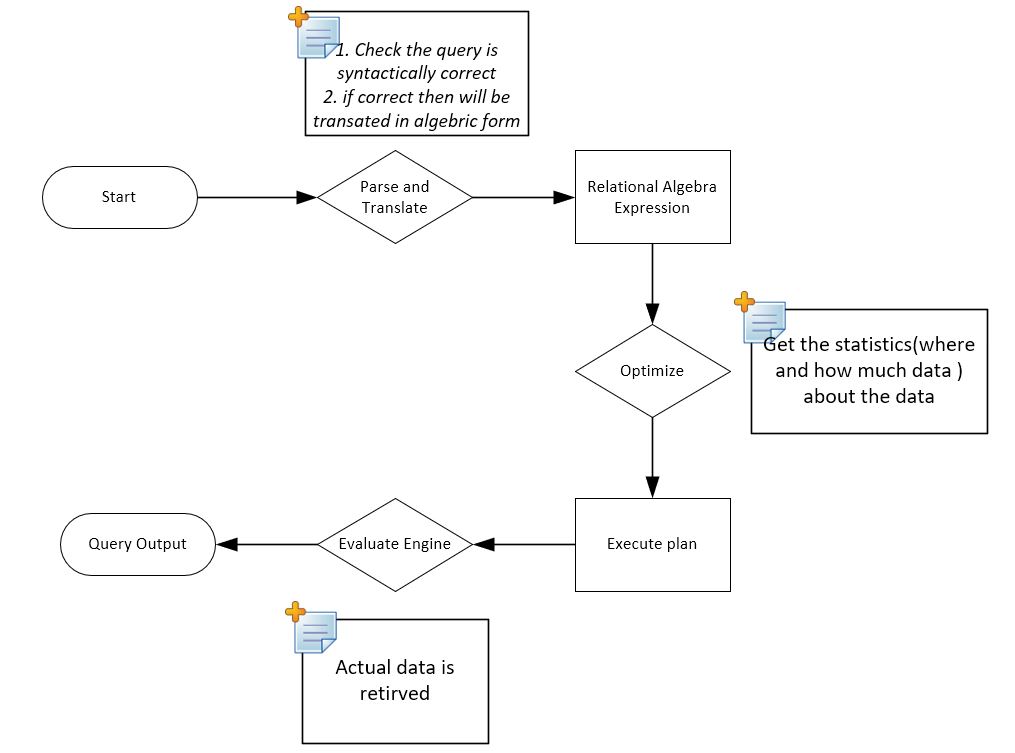 1. Check the query is
syntactically correct
2. if correct then will be
transated in algebric form
Start
Parse and
Translate
Relational Algebra
Expression
Optimize
Get the statistics(where
and how much data )
about the data
Query Output
Evaluate Engine
Execute plan
Actual data is
retirved